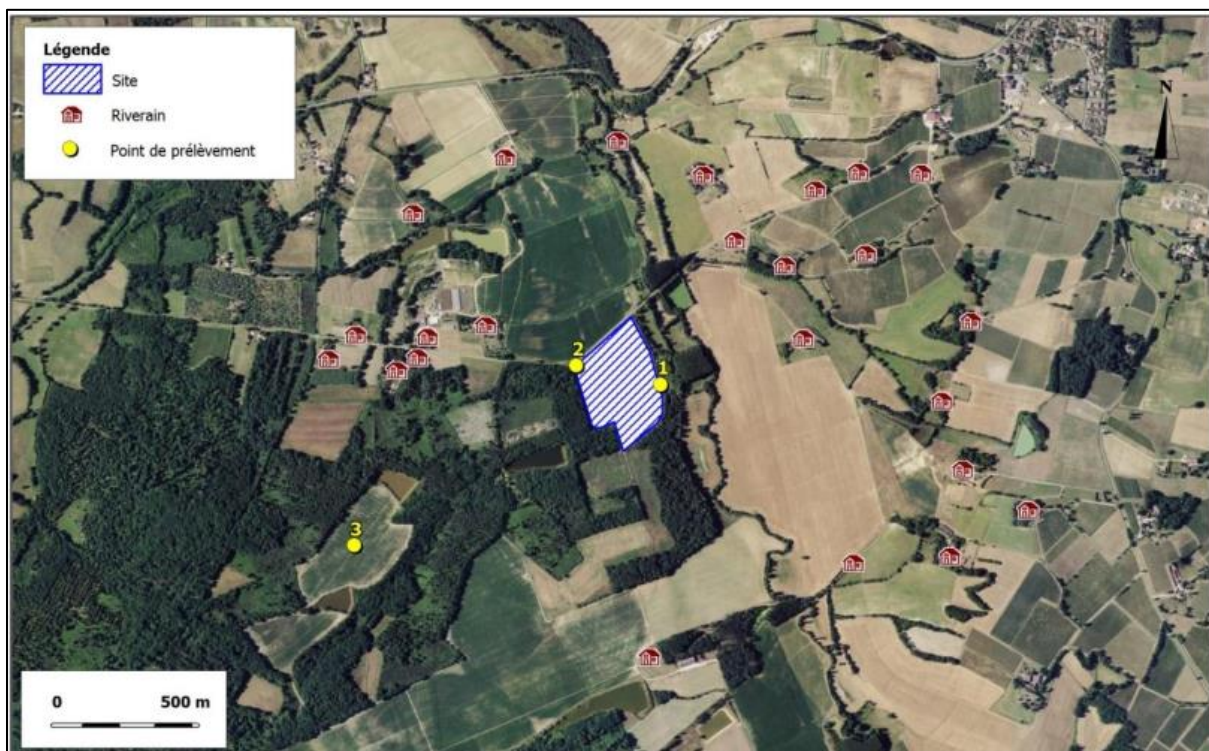 Légende
Site
Riverain
Point de prélèvement
N
2
1
3
0 500 m